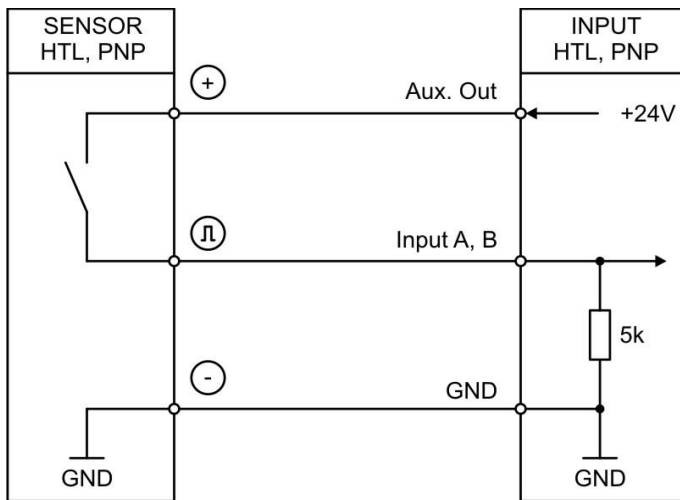 SENSOR
HTL, PNP
INPUT
HTL, PNP
+
Aux. Out
+24V
Input A, B
5k
-
GND
GND
GND